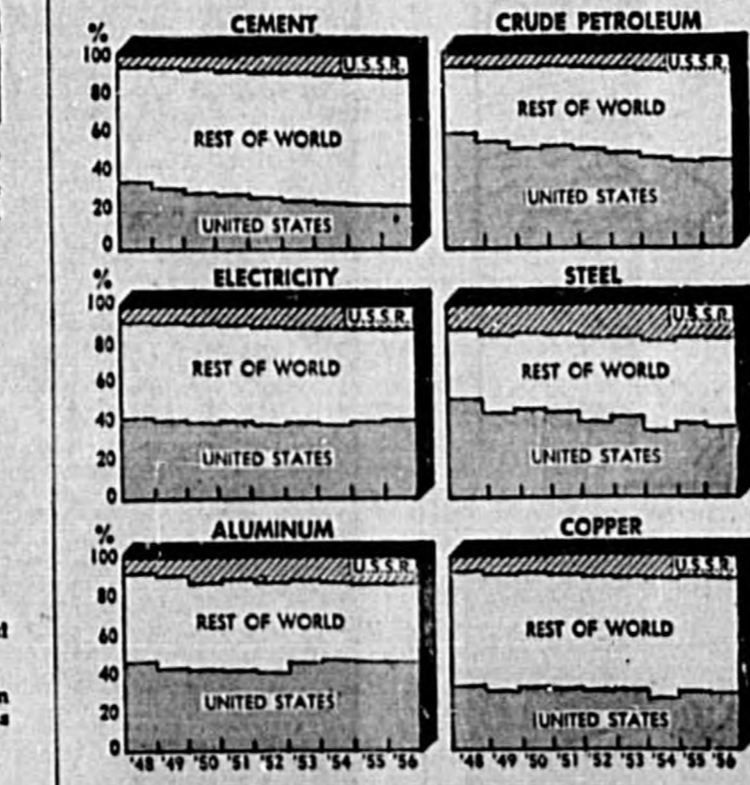 CEMENT
%
100
80
60
40
20
0
U.S.S.R.
REST OF WORLD
UNITED STATES
CRUDE PETROLEUM
U.S.S.R.
REST OF WORLD
UNITED STATES
ELECTRICITY
%
100
80
60
40
20
0
U.S.S.R.
REST OF WORLD
UNITED STATES
STEEL
U.S.S.R.
REST OF WORLD
UNITED STATES
ALUMINUM
%
100
80
60
40
20
0
U.S.S.R.
REST OF WORLD
UNITED STATES
'48 '49 '50 '51 '52 '53 '54 '55 '56
COPPER
U.S.S.R.
REST OF WORLD
UNITED STATES
'48 '49 '50 '51 '52 '53 '54 '55 '56